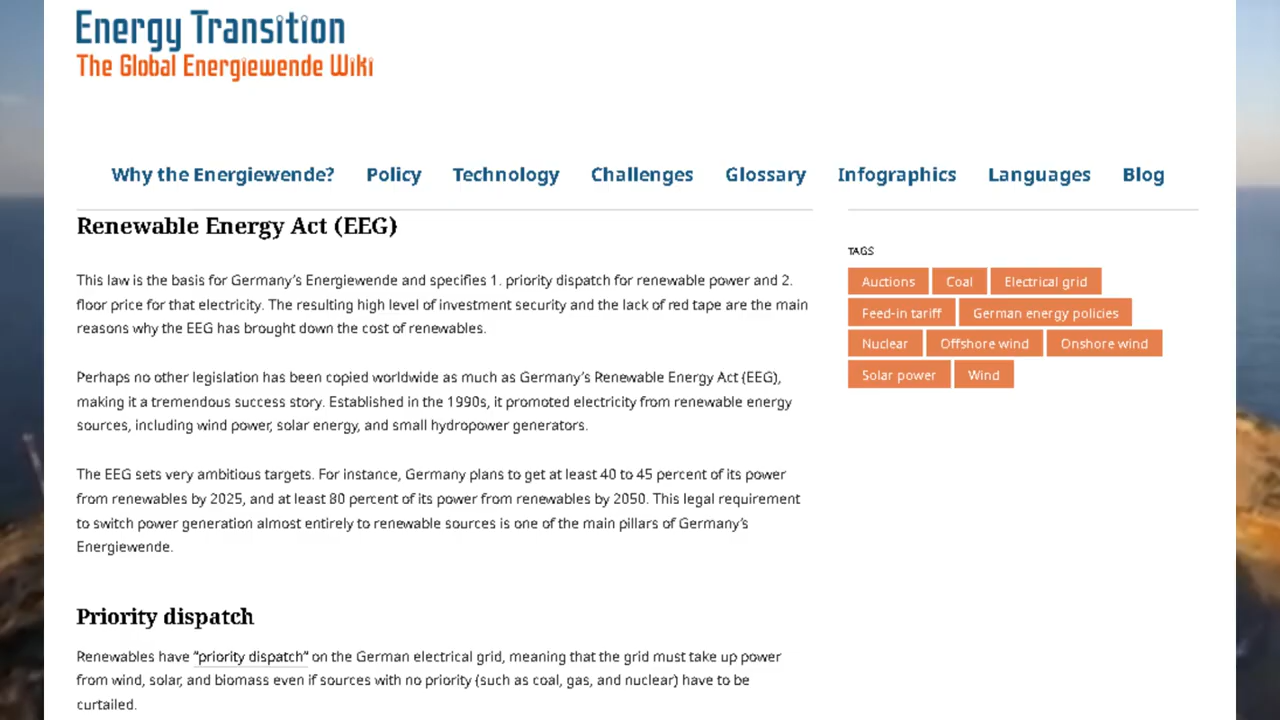 Energy Transition
The Global Energiewende Wiki
Why the Energiewende? Policy Technology Challenges Glossary Infographics Languages Blog
Renewable Energy Act (EEG)
This law is the basis for Germany's Energiewende and specifies 1. priority dispatch for renewable power and 2.
floor price for that electricity. The resulting high level of investment security and the lack of red tape are the main
reasons why the EEG has brought down the cost of renewables.
Perhaps no other legislation has been copied worldwide as much as Germany's Renewable Energy Act (EEG),
making it a tremendous success story. Established in the 1990s, it promoted electricity from renewable energy
sources, including wind power, solar energy, and small hydropower generators.
The EEG sets very ambitious targets. For instance, Germany plans to get at least 40 to 45 percent of its power
from renewables by 2025, and at least 80 percent of its power from renewables by 2050. This legal requirement
to switch power generation almost entirely to renewable sources is one of the main pillars of Germany's
Energiewende.
Priority dispatch
Renewables have "priority dispatch" on the German electrical grid, meaning that the grid must take up power
from wind, solar, and biomass even if sources with no priority (such as coal, gas, and nuclear) have to be
curtailed.
TAGS
Auctions Coal Electrical grid
Feed-in tariff German energy policies
Nuclear Offshore wind Onshore wind
Solar power Wind